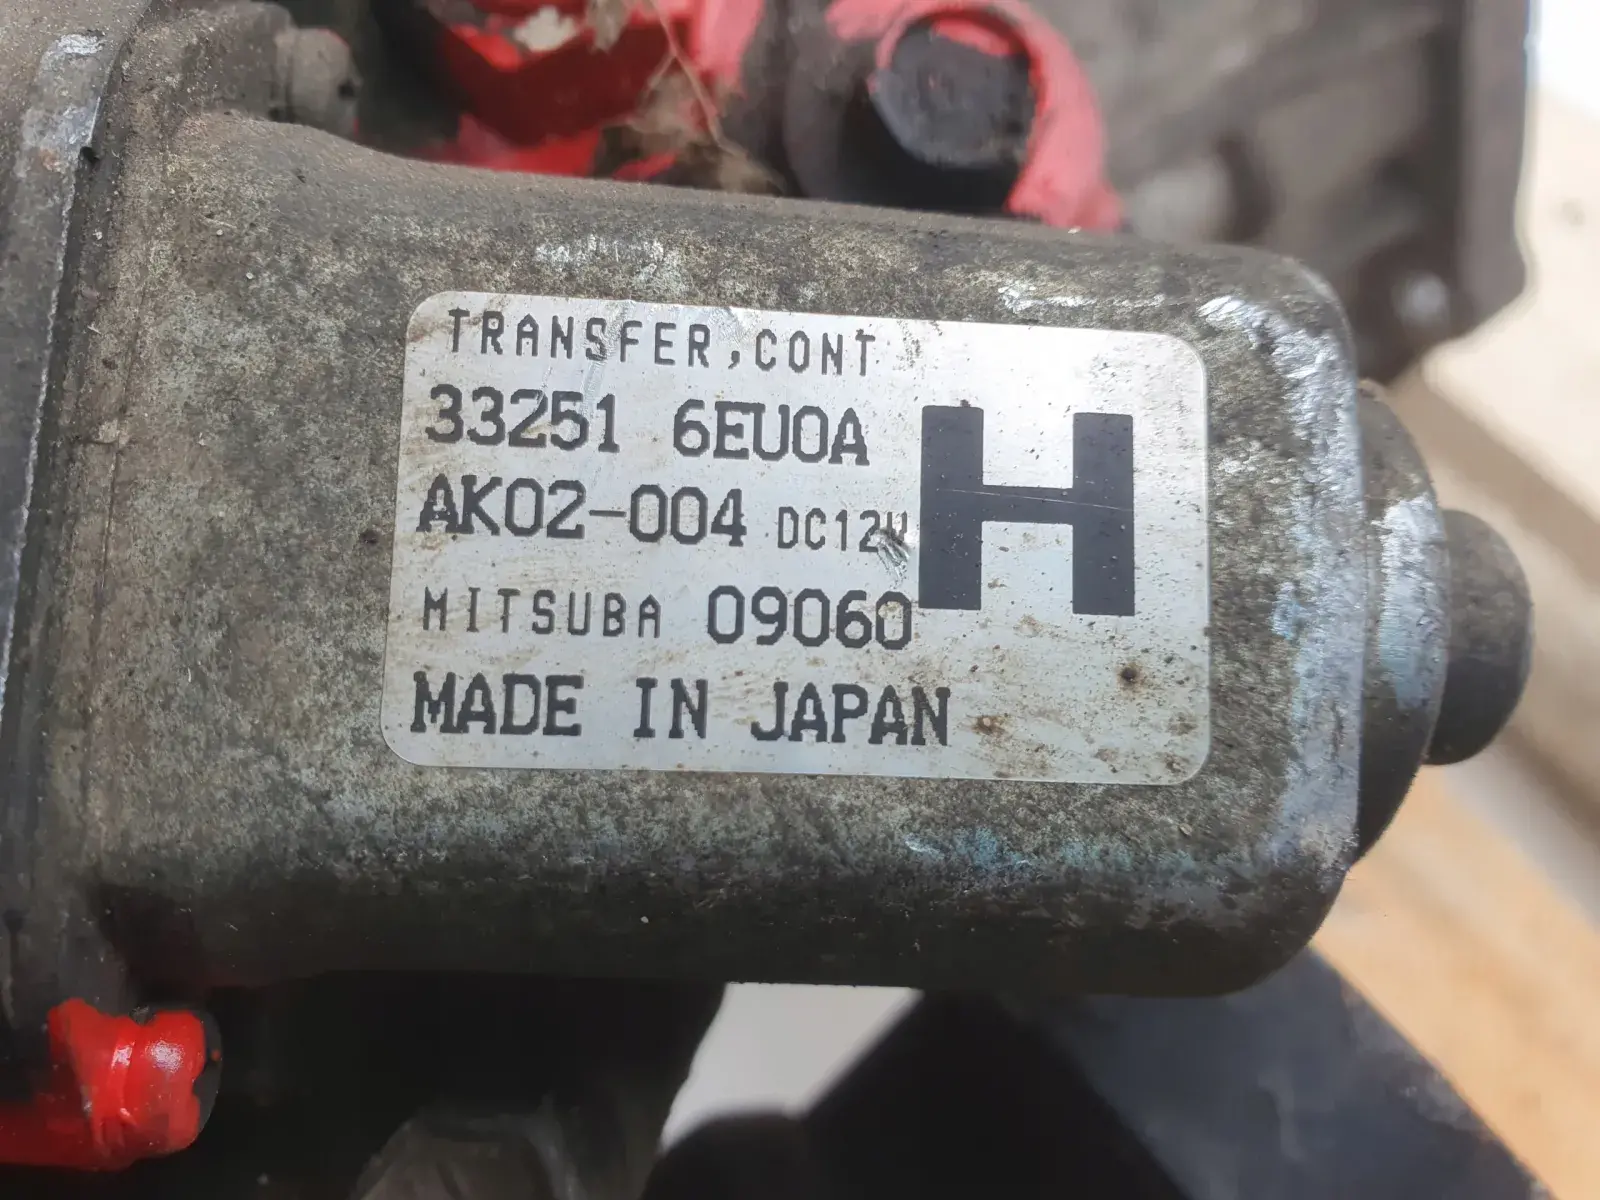 TRANSFER,CONT
33251 6EU0A
AK02-004 DC12V
H
MITSUBA 09060
MADE IN JAPAN